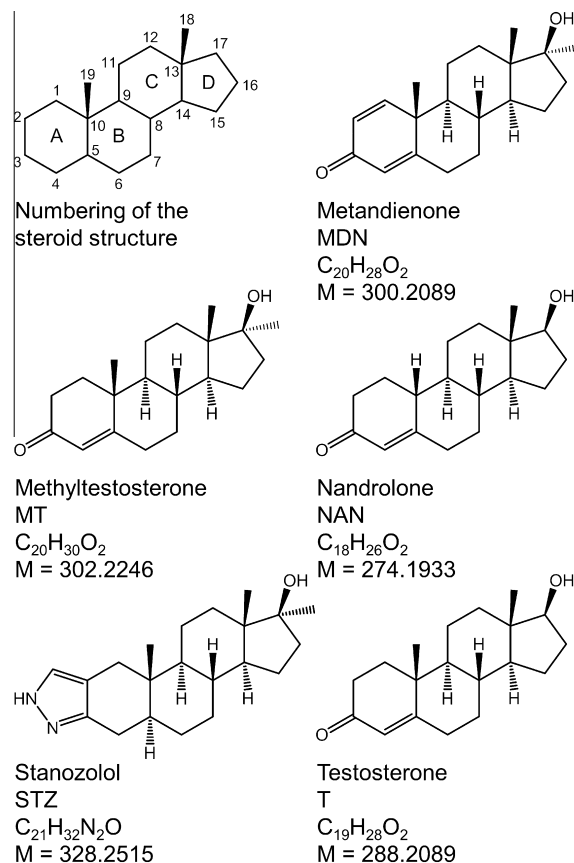 18
12
17
11
19
13
C
D
16
1
9
2
10
14
A
B
8
15
5
3
7
4
6
Numbering of the
steroid structure
OH
H
H
H
O
Metandienone
MDN
C20H28O2
M = 300.2089
OH
H
H
H
O
Methyltestosterone
MT
C20H30O2
M = 302.2246
OH
H
H
H
H
O
Nandrolone
NAN
C18H26O2
M = 274.1933
OH
H
HN
H
H
N
H
Stanozolol
STZ
C21H32N2O
M = 328.2515
OH
H
H
H
O
Testosterone
T
C19H28O2
M = 288.2089